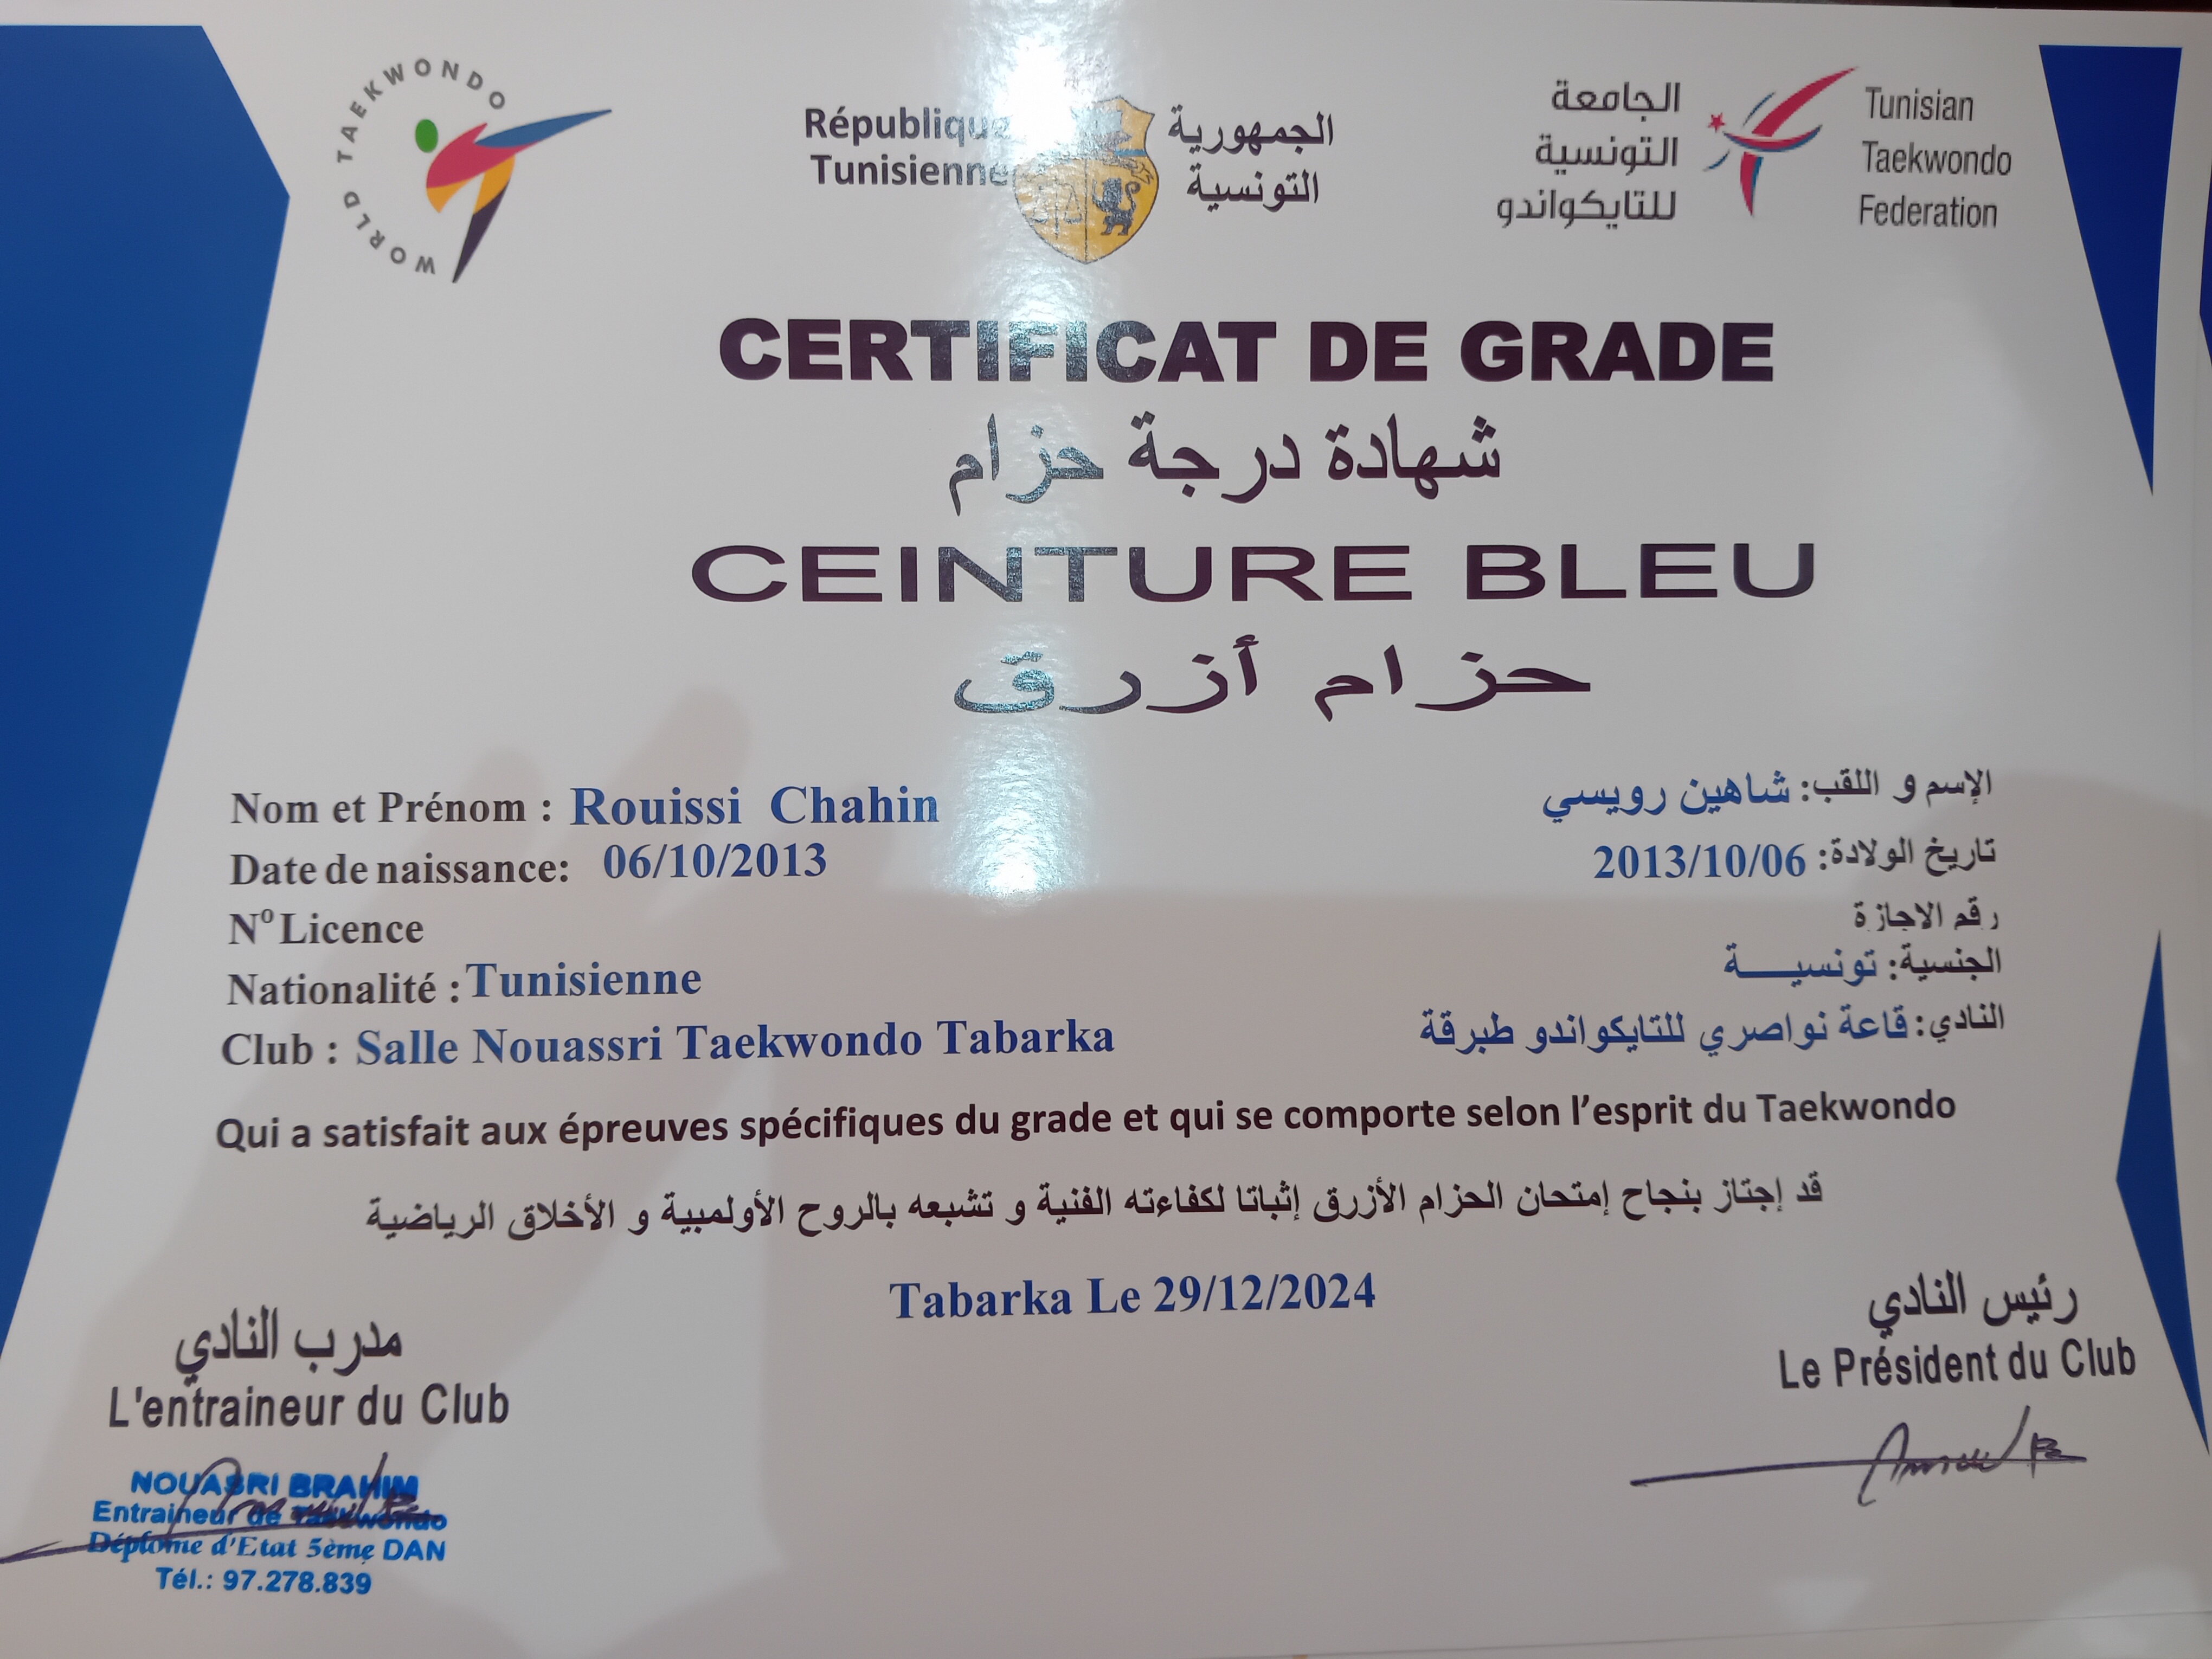 WORLD TAEKWONDO
République
Tunisienne
الجمهورية
التونسية
الجامعة
التونسية
للتايكواندو
Tunisian
Taekwondo
Federation
CERTIFICAT DE GRADE
شهادة درجة حزام
CEINTURE BLEU
حزام أزرق
Nom et Prénom : Rouissi Chahin
الإسم و اللقب: شاهين رويسي
Date de naissance: 06/10/2013
تاريخ الولادة: 2013/10/06
N° Licence
رقم الاجازة
Nationalité : Tunisienne
الجنسية: تونسيـــة
Club : Salle Nouassri Taekwondo Tabarka
النادي: قاعة نواصري للتايكواندو طبرقة
Qui a satisfait aux épreuves spécifiques du grade et qui se comporte selon l'esprit du Taekwondo
قد إجتاز بنجاح إمتحان الحزام الأزرق إثباتا لكفاءته الفنية و تشبعه بالروح الأولمبية و الأخلاق الرياضية
Tabarka Le 29/12/2024
مدرب النادي
L'entraineur du Club
NOUASRI BRAHIM
Entraineur de Taekwondo
Déplome d'Etat 5ème DAN
Tél.: 97.278.839
رئيس النادي
Le Président du Club